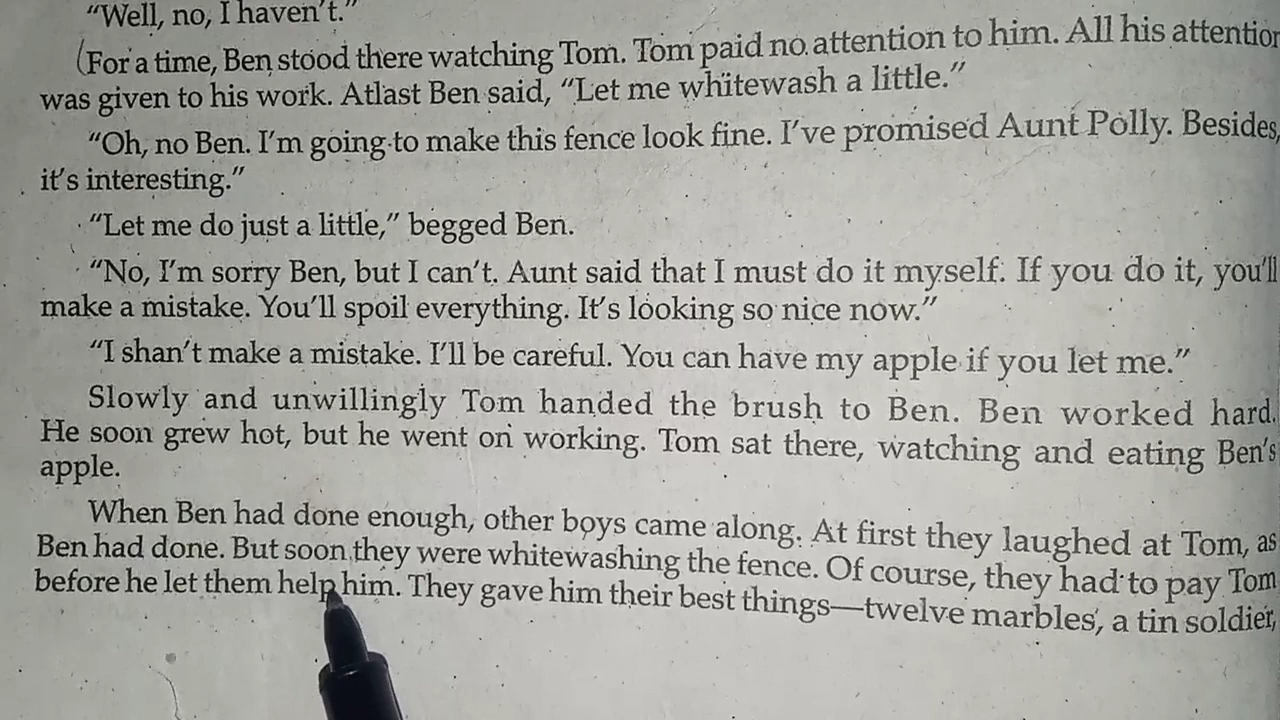 "Well, no, I haven't."
(For a time, Ben stood there watching Tom. Tom paid no attention to him. All his attention
was given to his work. Atlast Ben said, "Let me whitewash a little."
"Oh, no Ben. I'm going to make this fence look fine. I've promised Aunt Polly. Besides,
it's interesting."
"Let me do just a little," begged Ben.
"No, I'm sorry Ben, but I can't. Aunt said that I must do it myself. If you do it, you'll
make a mistake. You'll spoil everything. It's looking so nice now."
"I shan't make a mistake. I'll be careful. You can have my apple if you let me."
Slowly and unwillingly Tom handed the brush to Ben. Ben worked hard.
He soon grew hot, but he went on working. Tom sat there, watching and eating Ben's
apple.
When Ben had done enough, other boys came along. At first they laughed at Tom, as
Ben had done. But soon they were whitewashing the fence. Of course, they had to pay Tom
before he let them help him. They gave him their best things—twelve marbles, a tin soldier,